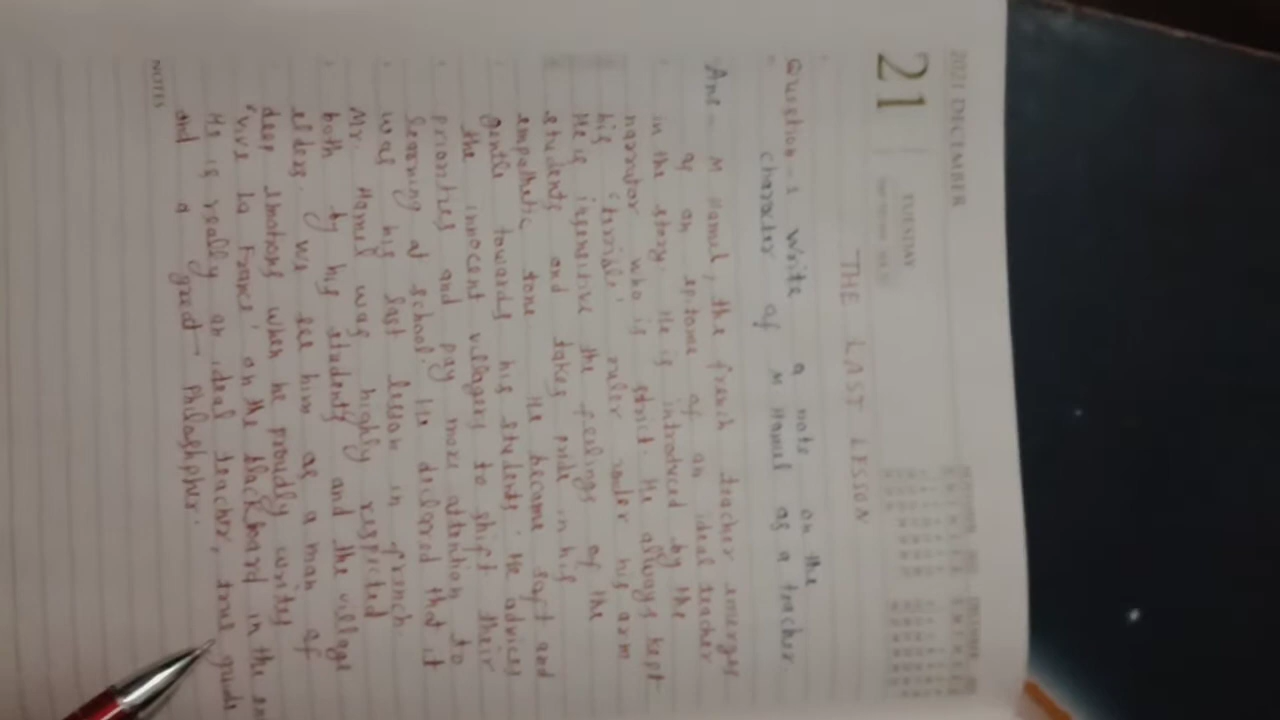 2021 DECEMBER
21
TUESDAY
THE LAST LESSON
Question-1 Write a note on the
character of M Hamel as a teacher.
Ans- M Hamel, the french teacher emerges
as an epitome of an ideal teacher
in the story. He is introduced by the
narrator who is strict. He always kept
his 'terrible' ruler under his arm
He is insensitive the feelings of the
students and takes pride in his
empathetic tone He became soft and
gentle towards his students. He advices
the innocent villagers to shift their
priorities and pay more attention to
learning at school. He declared that it
was his last lesson in french.
Mr. Hamel was highly respected
both by his students and the village
elders. We see him as a man of
deep emotions when he proudly writes
'vive La France' on the blackboard in the en
He is really an ideal teacher, true guide
and a great Philoshpher.
NOTES